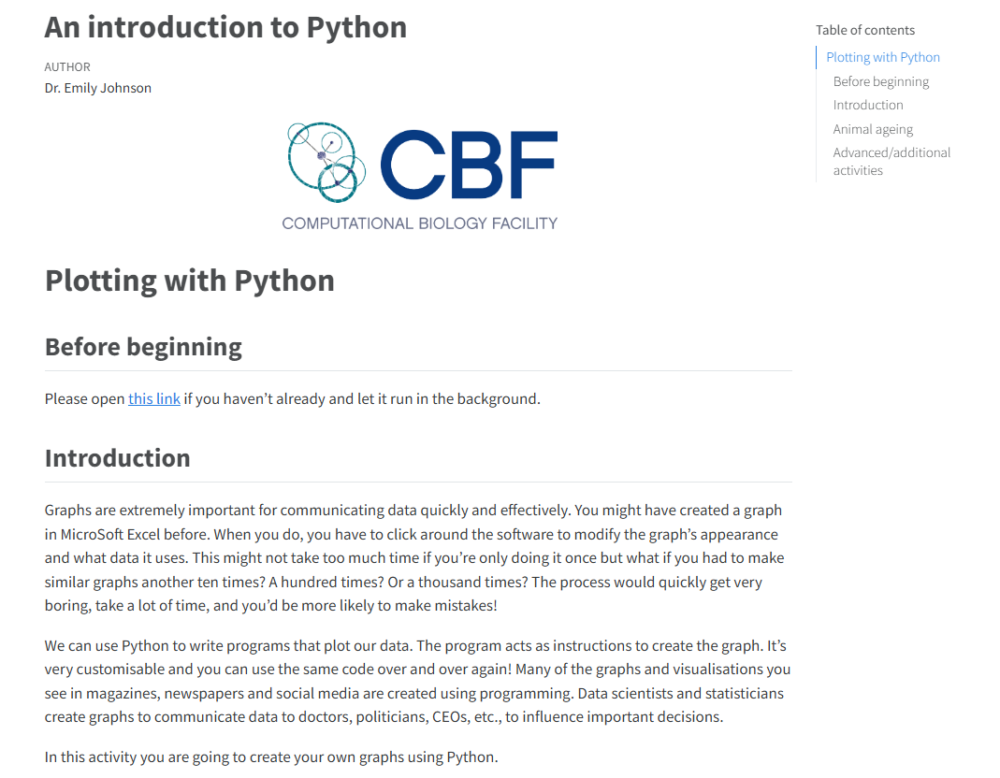 An introduction to Python
AUTHOR
Dr. Emily Johnson
CBF
COMPUTATIONAL BIOLOGY FACILITY
Plotting with Python
Before beginning
Please open this link if you haven’t already and let it run in the background.
Introduction
Graphs are extremely important for communicating data quickly and effectively. You might have created a graph
in MicroSoft Excel before. When you do, you have to click around the software to modify the graph’s appearance
and what data it uses. This might not take too much time if you’re only doing it once but what if you had to make
similar graphs another ten times? A hundred times? Or a thousand times? The process would quickly get very
boring, take a lot of time, and you’d be more likely to make mistakes!
We can use Python to write programs that plot our data. The program acts as instructions to create the graph. It’s
very customisable and you can use the same code over and over again! Many of the graphs and visualisations you
see in magazines, newspapers and social media are created using programming. Data scientists and statisticians
create graphs to communicate data to doctors, politicians, CEOs, etc., to influence important decisions.
In this activity you are going to create your own graphs using Python.
Table of contents
Plotting with Python
Before beginning
Introduction
Animal ageing
Advanced/additional
activities